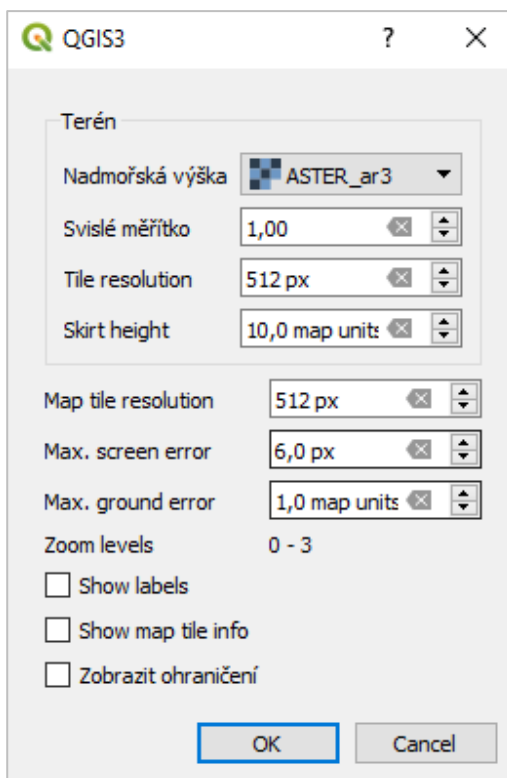 QGIS3 ?
Terén
Nadmořská výška ASTER_ar3
Svislé měřítko 1,00
Tile resolution 512 px
Skirt height 10,0 map units
Map tile resolution 512 px
Max. screen error 6,0 px
Max. ground error 1,0 map units
Zoom levels 0 - 3
Show labels
Show map tile info
Zobrazit ohraničení
OK Cancel